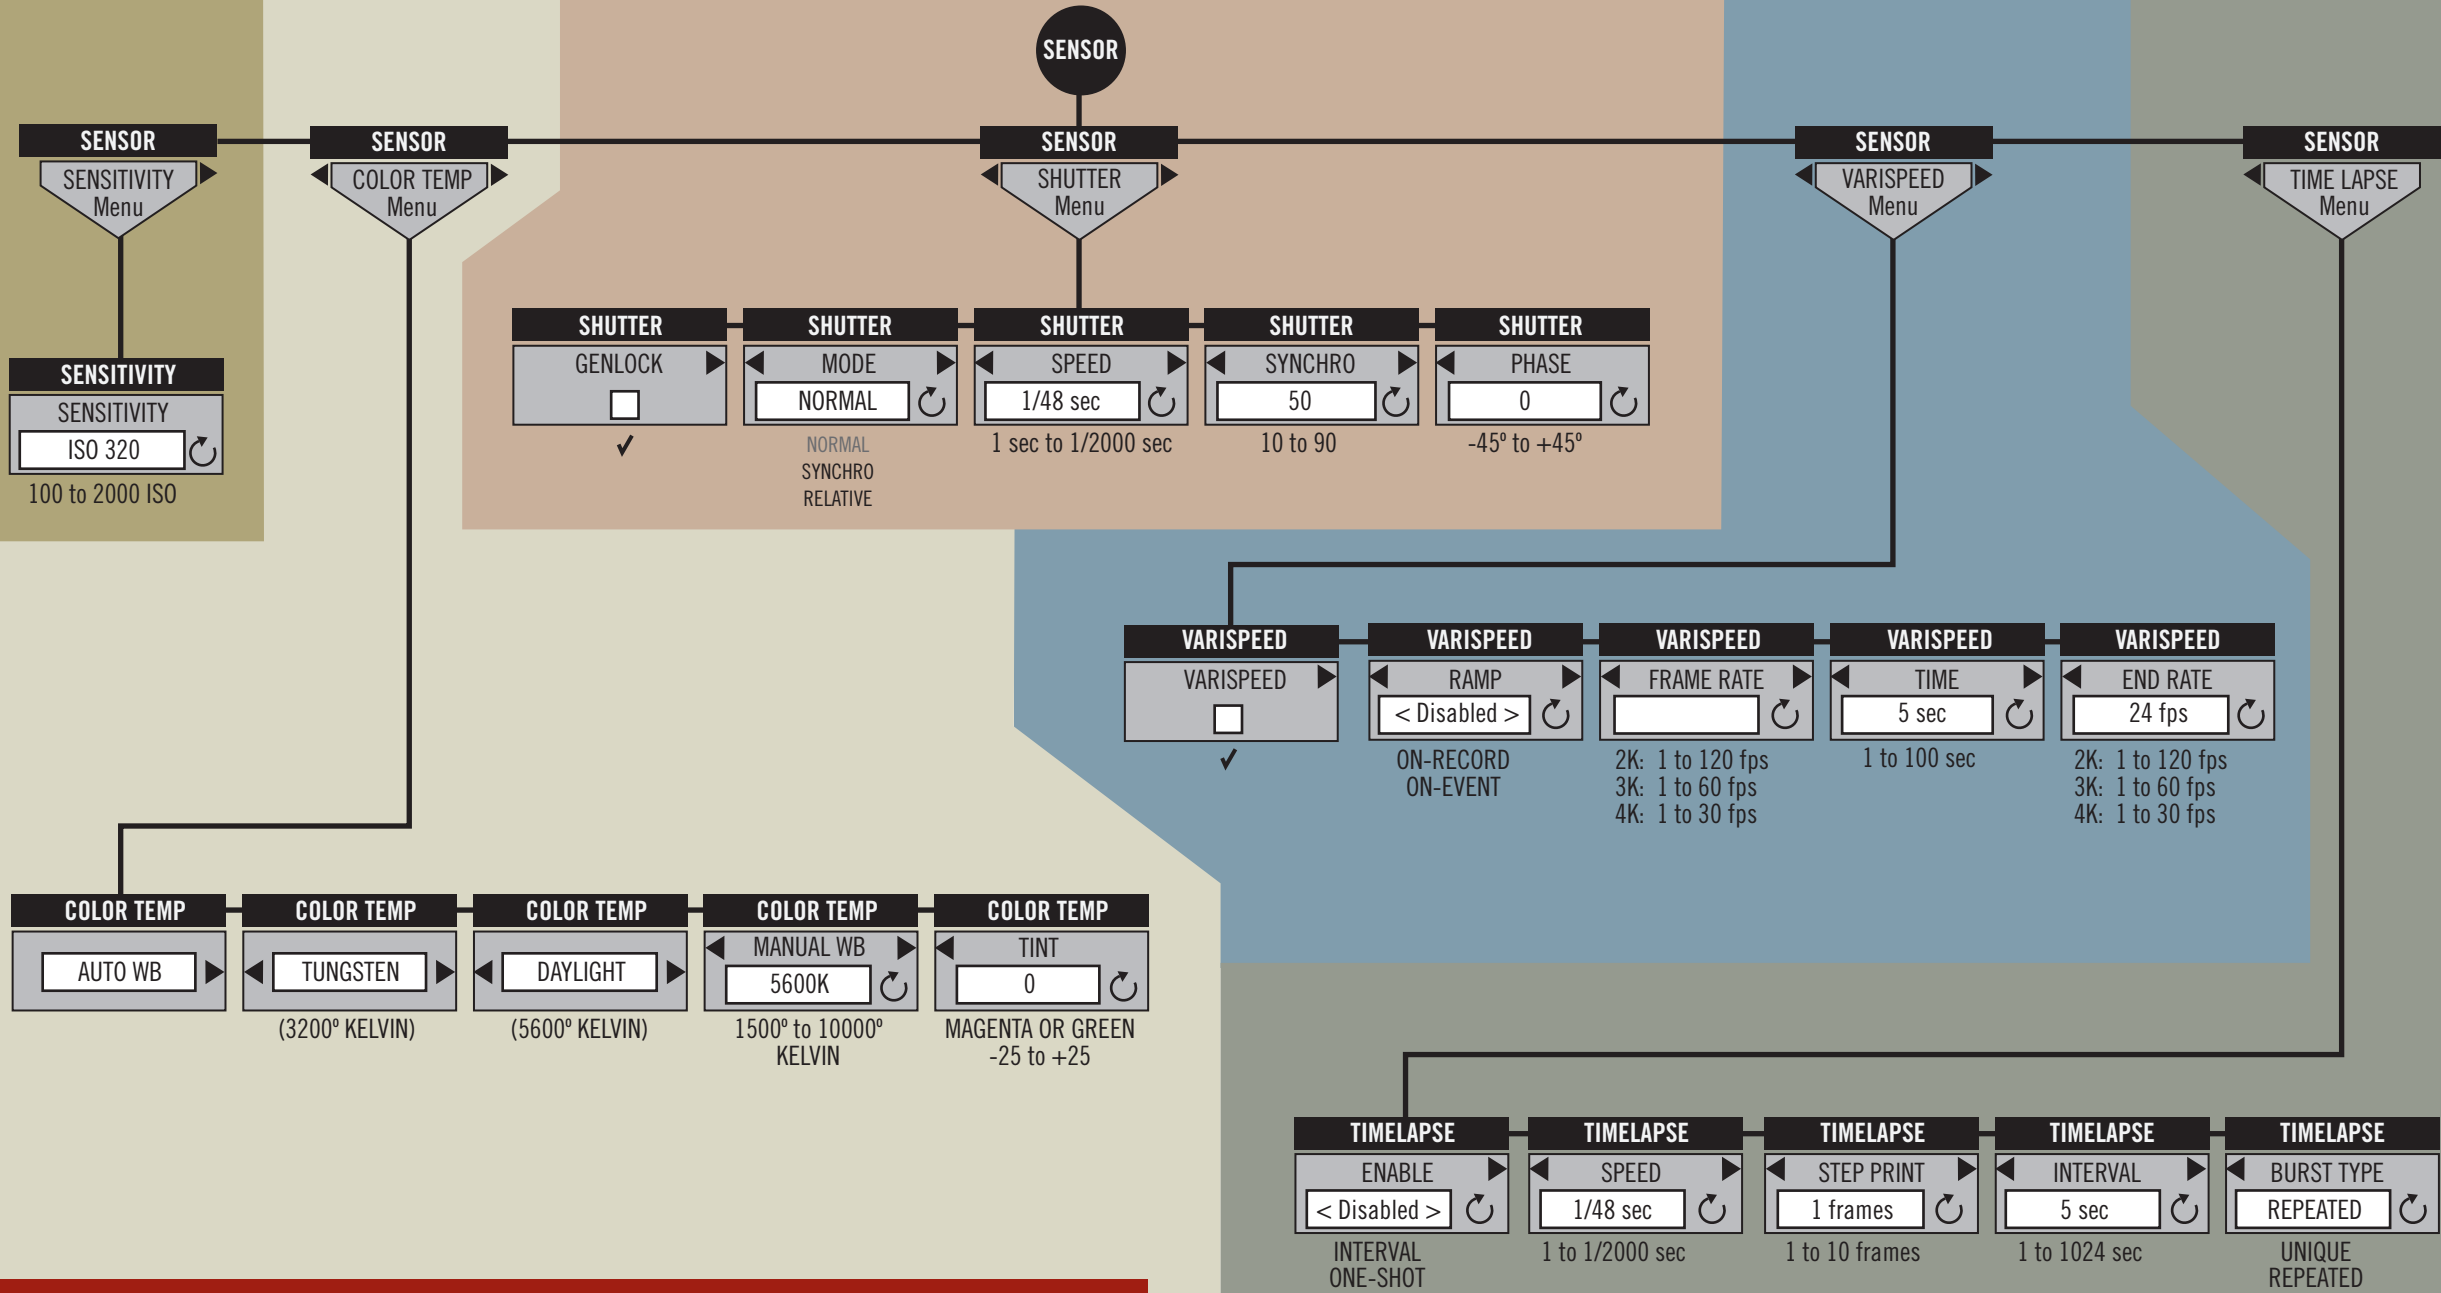 SENSOR
SENSOR
SENSITIVITY
Menu
SENSOR
COLOR TEMP
Menu
SENSOR
SHUTTER
Menu
SENSOR
VARISPEED
Menu
SENSOR
TIME LAPSE
Menu
SENSITIVITY
SENSITIVITY
ISO 320
100 to 2000 ISO
SHUTTER
GENLOCK
✓
SHUTTER
MODE
NORMAL
NORMAL
SYNCHRO
RELATIVE
SHUTTER
SPEED
1/48 sec
1 sec to 1/2000 sec
SHUTTER
SYNCHRO
50
10 to 90
SHUTTER
PHASE
0
-45º to +45º
VARISPEED
VARISPEED
✓
VARISPEED
RAMP
< Disabled >
ON-RECORD
ON-EVENT
VARISPEED
FRAME RATE
2K: 1 to 120 fps
3K: 1 to 60 fps
4K: 1 to 30 fps
VARISPEED
TIME
5 sec
1 to 100 sec
VARISPEED
END RATE
24 fps
2K: 1 to 120 fps
3K: 1 to 60 fps
4K: 1 to 30 fps
COLOR TEMP
AUTO WB
COLOR TEMP
TUNGSTEN
(3200º KELVIN)
COLOR TEMP
DAYLIGHT
(5600º KELVIN)
COLOR TEMP
MANUAL WB
5600K
1500º to 10000º
KELVIN
COLOR TEMP
TINT
0
MAGENTA OR GREEN
-25 to +25
TIMELAPSE
ENABLE
< Disabled >
INTERVAL
ONE-SHOT
TIMELAPSE
SPEED
1/48 sec
1 to 1/2000 sec
TIMELAPSE
STEP PRINT
1 frames
1 to 10 frames
TIMELAPSE
INTERVAL
5 sec
1 to 1024 sec
TIMELAPSE
BURST TYPE
REPEATED
UNIQUE
REPEATED